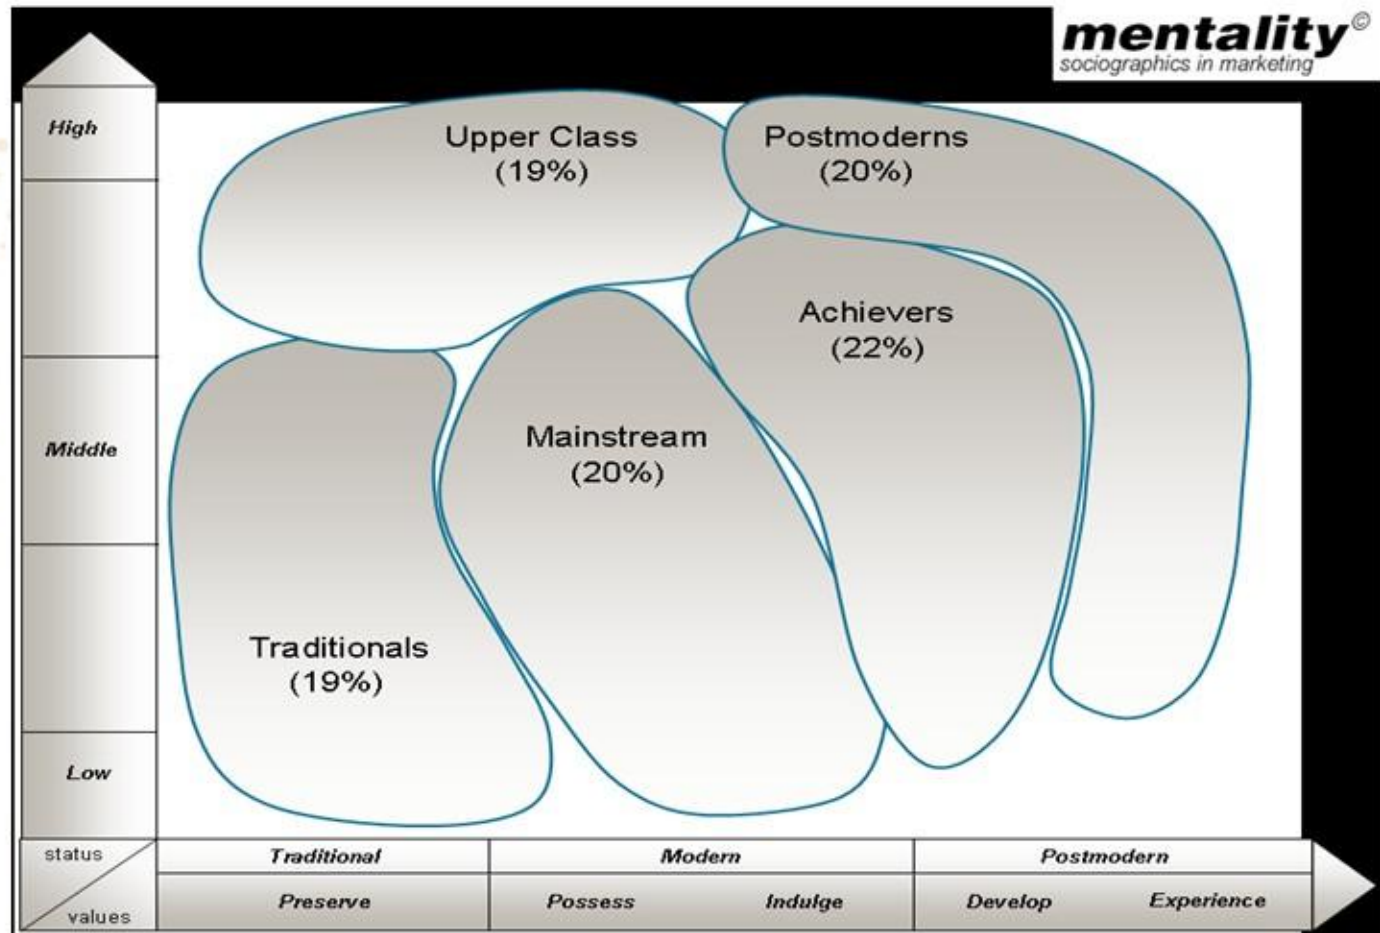 mentality©
sociographics in marketing
High
Upper Class
(19%)
Postmoderns
(20%)
Achievers
(22%)
Middle
Mainstream
(20%)
Traditionals
(19%)
Low
status
values
Traditional
Modern
Postmodern
Preserve
Possess
Indulge
Develop
Experience